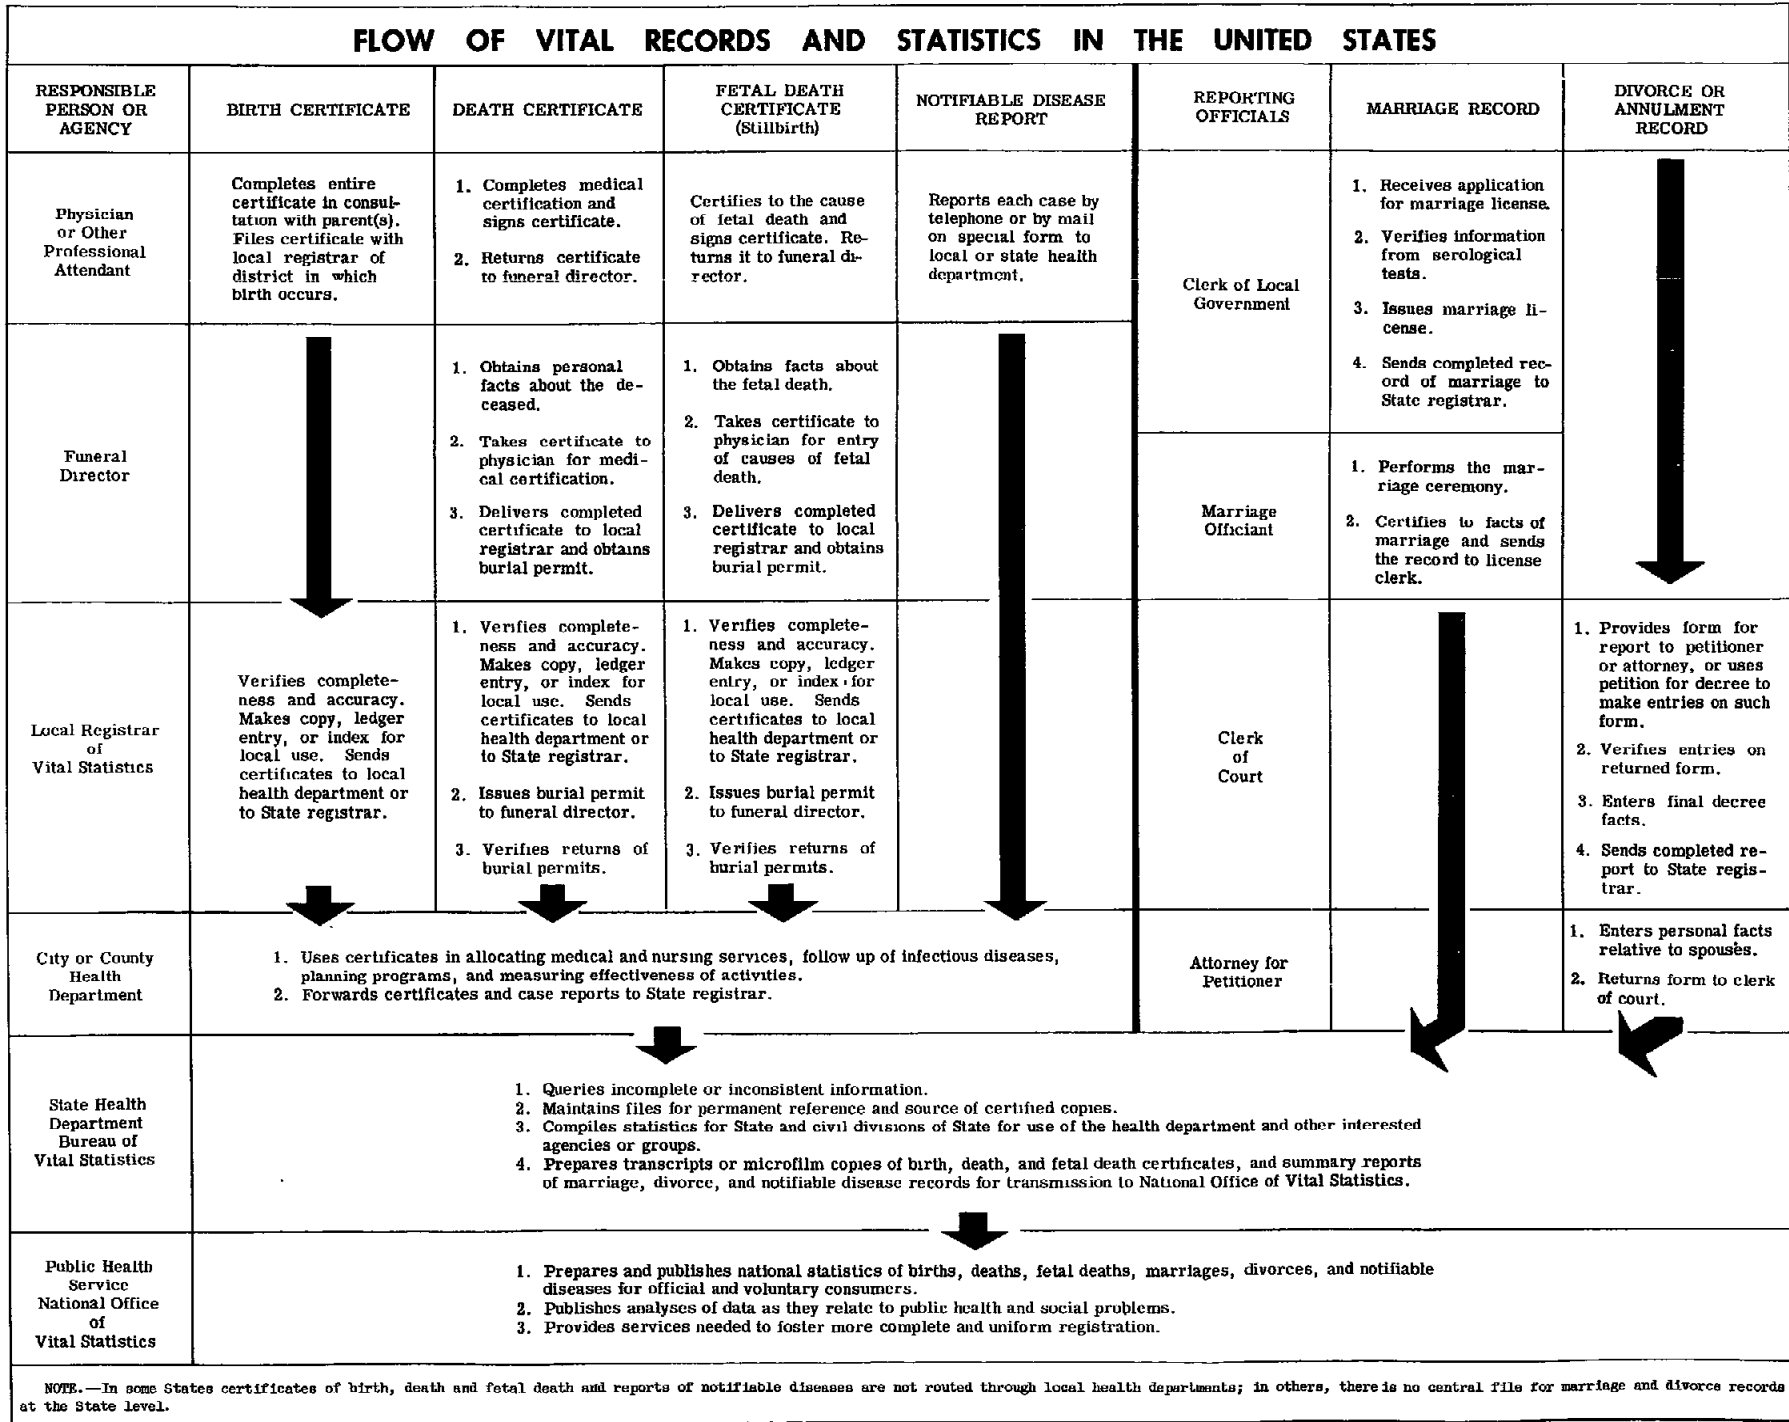 FLOW OF VITAL RECORDS AND STATISTICS IN THE UNITED STATES
RESPONSIBLE
PERSON OR
AGENCY
BIRTH CERTIFICATE
DEATH CERTIFICATE
FETAL DEATH
CERTIFICATE
(Stillbirth)
NOTIFIABLE DISEASE
REPORT
REPORTING
OFFICIALS
MARRIAGE RECORD
DIVORCE OR
ANNULMENT
RECORD
Physician
or Other
Professional
Attendant
Completes entire
certificate in consul-
tation with parent(s).
Files certificate with
local registrar of
district in which
birth occurs.
1. Completes medical
certification and
signs certificate.
2. Returns certificate
to funeral director.
Certifies to the cause
of fetal death and
signs certificate. Re-
turns it to funeral di-
rector.
Reports each case by
telephone or by mail
on special form to
local or state health
department.
Clerk of Local
Government
1. Receives application
for marriage license.
2. Verifies information
from serological
tests.
3. Issues marriage li-
cense.
4. Sends completed rec-
ord of marriage to
State registrar.
Funeral
Director
1. Obtains personal
facts about the de-
ceased.
2. Takes certificate to
physician for medi-
cal certification.
3. Delivers completed
certificate to local
registrar and obtains
burial permit.
1. Obtains facts about
the fetal death.
2. Takes certificate to
physician for entry
of causes of fetal
death.
3. Delivers completed
certificate to local
registrar and obtains
burial permit.
Marriage
Officiant
1. Performs the mar-
riage ceremony.
2. Certifies to facts of
marriage and sends
the record to license
clerk.
Local Registrar
of
Vital Statistics
Verifies complete-
ness and accuracy.
Makes copy, ledger
entry, or index for
local use. Sends
certificates to local
health department or
to State registrar.
1. Verifies complete-
ness and accuracy.
Makes copy, ledger
entry, or index for
local use. Sends
certificates to local
health department or
to State registrar.
2. Issues burial permit
to funeral director.
3. Verifies returns of
burial permits.
1. Verifies complete-
ness and accuracy.
Makes copy, ledger
entry, or index for
local use. Sends
certificates to local
health department or
to State registrar.
2. Issues burial permit
to funeral director.
3. Verifies returns of
burial permits.
Clerk
of
Court
1. Provides form for
report to petitioner
or attorney, or uses
petition for decree to
make entries on such
form.
2. Verifies entries on
returned form.
3. Enters final decree
facts.
4. Sends completed re-
port to State regis-
trar.
City or County
Health
Department
1. Uses certificates in allocating medical and nursing services, follow up of infectious diseases,
planning programs, and measuring effectiveness of activities.
2. Forwards certificates and case reports to State registrar.
Attorney for
Petitioner
1. Enters personal facts
relative to spouses.
2. Returns form to clerk
of court.
State Health
Department
Bureau of
Vital Statistics
1. Queries incomplete or inconsistent information.
2. Maintains files for permanent reference and source of certified copies.
3. Compiles statistics for State and civil divisions of State for use of the health department and other interested
agencies or groups.
4. Prepares transcripts or microfilm copies of birth, death, and fetal death certificates, and summary reports
of marriage, divorce, and notifiable disease records for transmission to National Office of Vital Statistics.
Public Health
Service
National Office
of
Vital Statistics
1. Prepares and publishes national statistics of births, deaths, fetal deaths, marriages, divorces, and notifiable
diseases for official and voluntary consumers.
2. Publishes analyses of data as they relate to public health and social problems.
3. Provides services needed to foster more complete and uniform registration.
NOTE.—In some States certificates of birth, death and fetal death and reports of notifiable diseases are not routed through local health departments; in others, there is no central file for marriage and divorce records
at the State level.